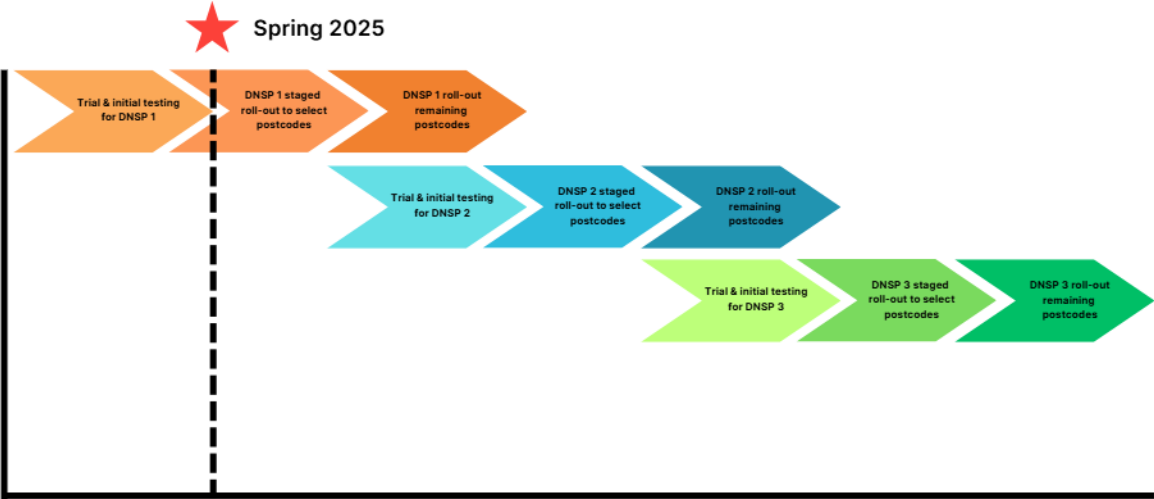 Spring 2025
Trial & initial testing
for DNSP 1
DNSP 1 staged
roll-out to select
postcodes
DNSP 1 roll-out
remaining
postcodes
Trial & initial testing
for DNSP 2
DNSP 2 staged
roll-out to select
postcodes
DNSP 2 roll-out
remaining
postcodes
Trial & initial testing
for DNSP 3
DNSP 3 staged
roll-out to select
postcodes
DNSP 3 roll-out
remaining
postcodes